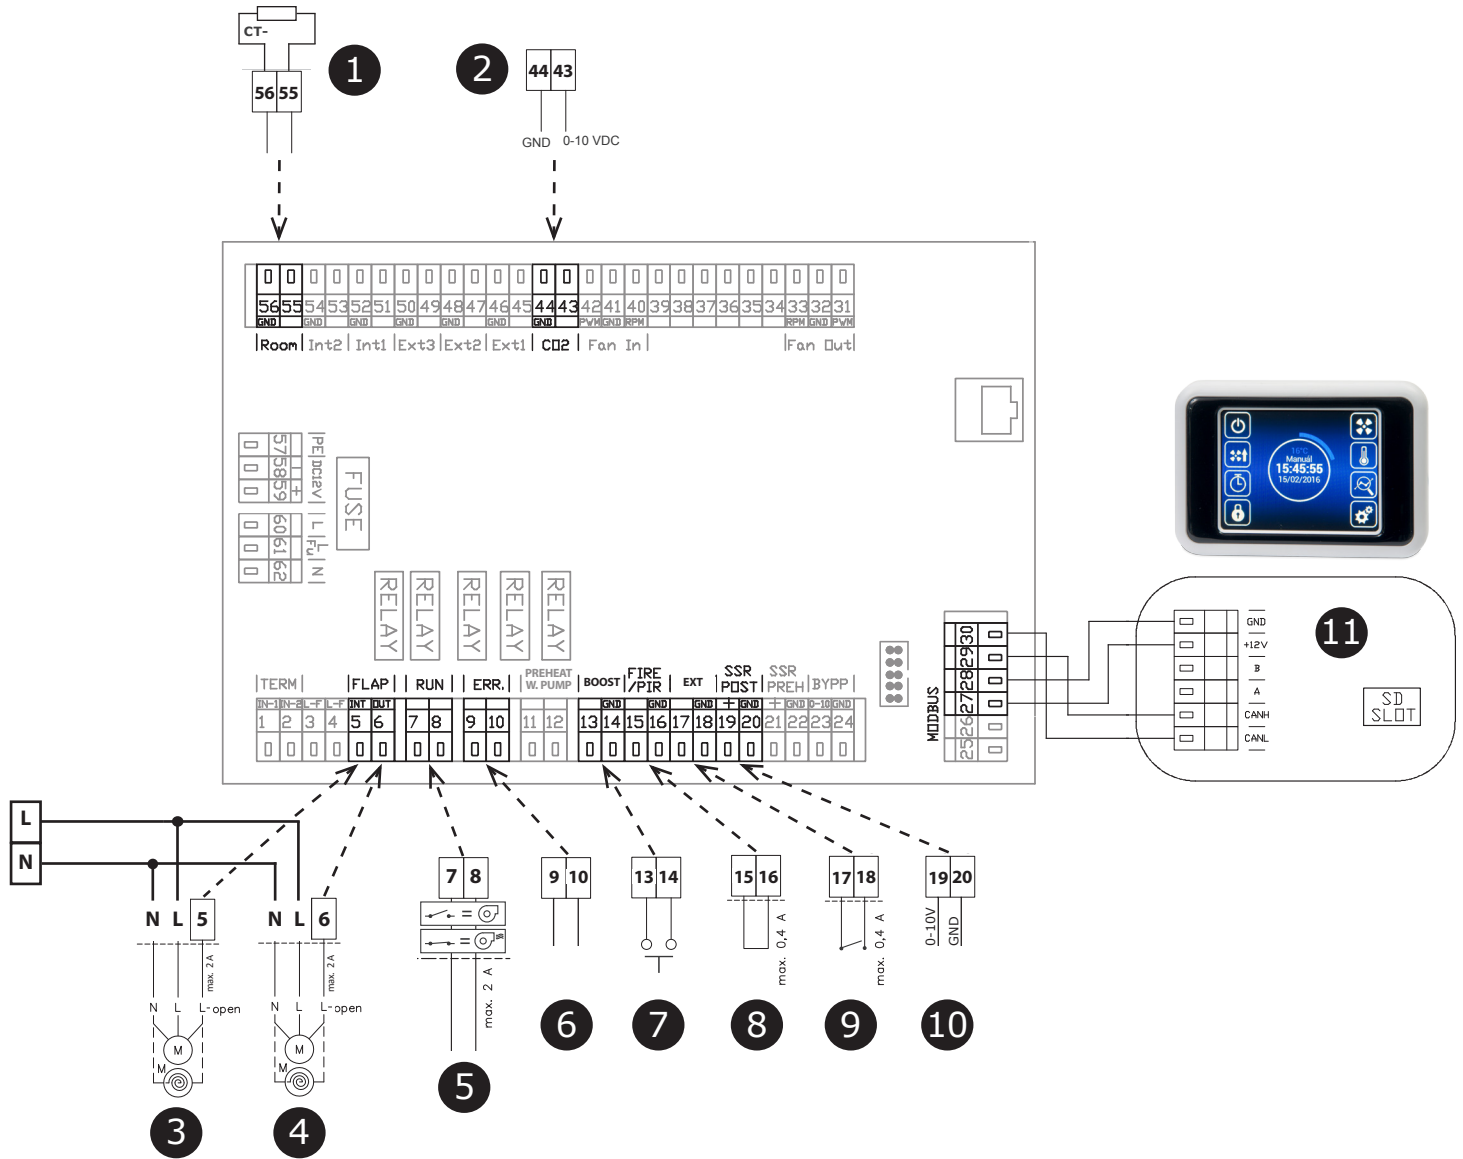 CT-
1
56 55
2
44 43
GND 0-10 VDC
56 55 54 53 52 51 50 49 48 47 46 45 44 43 42 41 40 39 38 37 36 35 34 33 32 31
GND GND GND GND GND GND GND PWM GND RPM RPM GND PWM
Room Int2 Int1 Ext3 Ext2 Ext1 CO2 Fan In Fan Out
57 58 59
PE DC12V
- +
60 61 62
L Fu L N
FUSE
16°C
Manuál
15:45:55
15/02/2016
RELAY RELAY RELAY RELAY RELAY
MODBUS
30 29 28 27 26 25
GND
+12V
B
A
CANH
CANL
11
SD
SLOT
TERM FLAP RUN ERR. PREHEAT W. PUMP BOOST FIRE /PIR EXT SSR POST SSR PREH BYPP
IN-1 IN-2 L-F L-F INT OUT GND GND GND + GND + GND 0-10 GND
1 2 3 4 5 6 7 8 9 10 11 12 13 14 15 16 17 18 19 20 21 22 23 24
L
N
N L 5
max. 2 A
N L L-open
M
M
3
N L 6
max. 2 A
N L L-open
M
M
4
7 8
=
=
max. 2 A
5
9 10
6
13 14
7
15 16
max. 0,4 A
8
17 18
max. 0,4 A
9
19 20
0-10V
GND
10